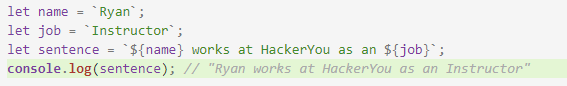 let name = `Ryan`;
let job = `Instructor`;
let sentence = `${name} works at HackerYou as an ${job}`;
console.log(sentence); // "Ryan works at HackerYou as an Instructor"